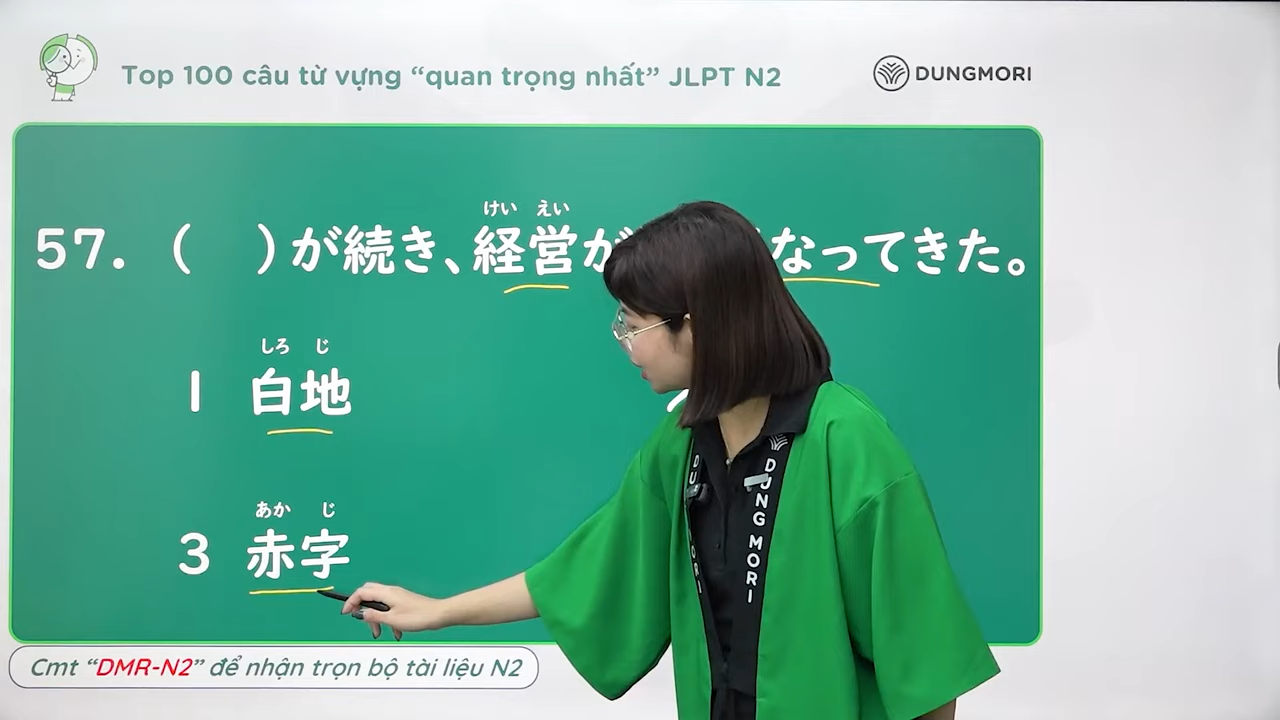 Top 100 câu từ vựng “quan trọng nhất” JLPT N2
DUNGMORI
けい えい
57. （ ）が続き、経営が なってきた。
しろ じ
1 白地
あか じ
3 赤字
DUNG MORI
Cmt “DMR-N2” để nhận trọn bộ tài liệu N2